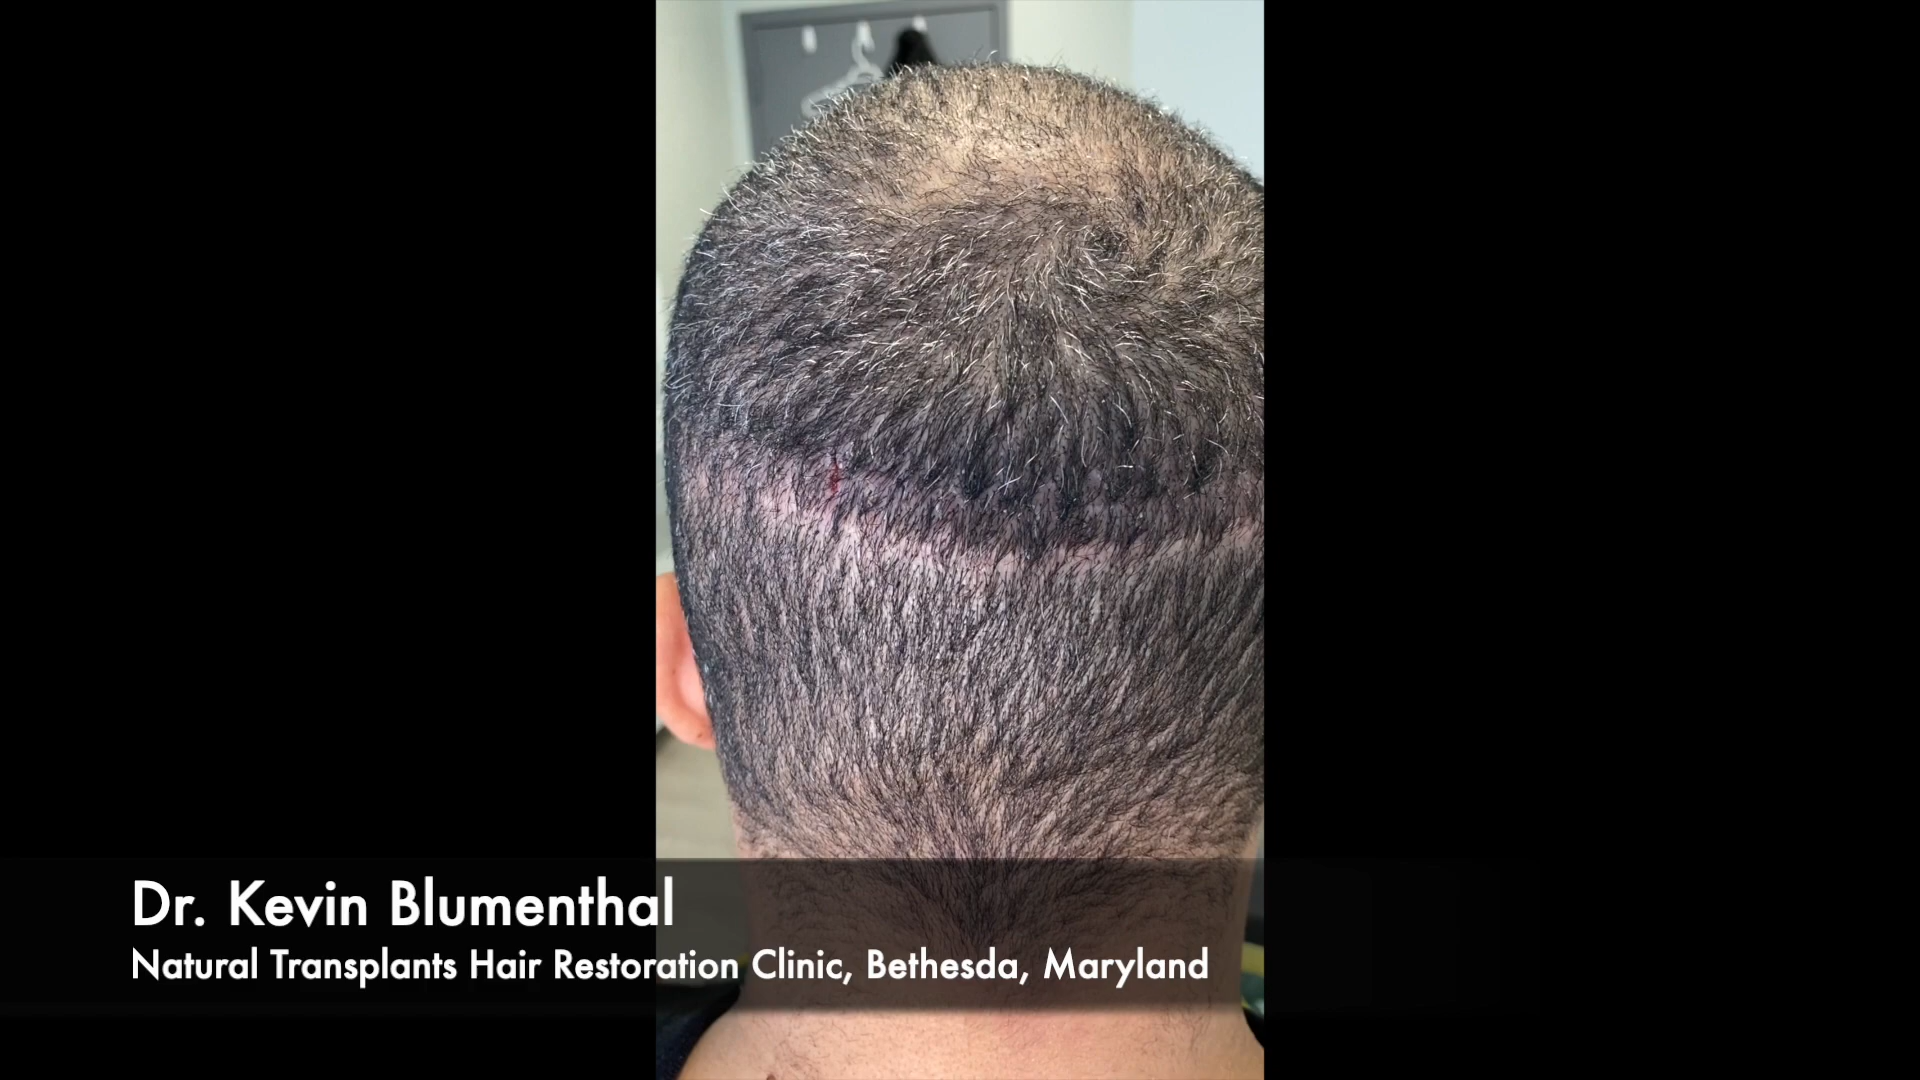 Dr. Kevin Blumenthal
Natural Transplants Hair Restoration Clinic, Bethesda, Maryland